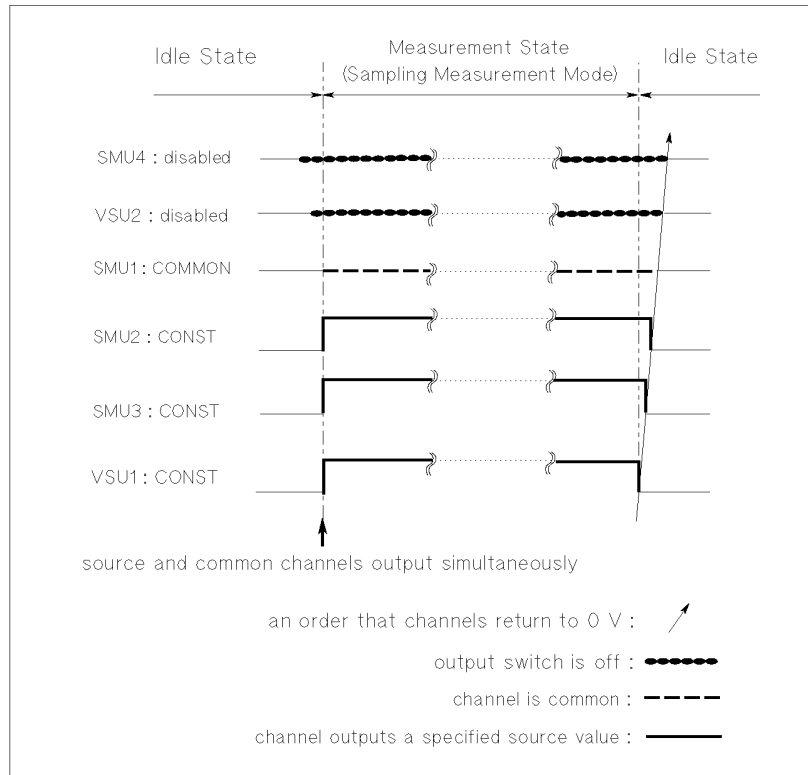 Idle State
Measurement State
(Sampling Measurement Mode)
Idle State
SMU4 : disabled
VSU2 : disabled
SMU1 : COMMON
SMU2 : CONST
SMU3 : CONST
VSU1 : CONST
source and common channels output simultaneously
an order that channels return to 0 V :
output switch is off :
channel is common :
channel outputs a specified source value :